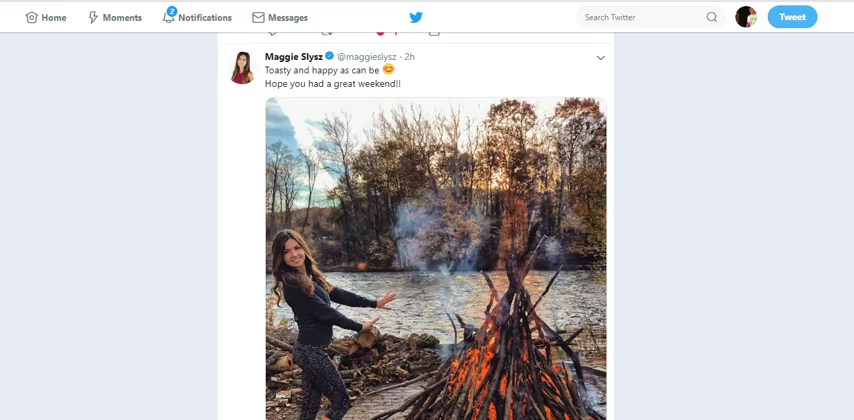 Home
Moments
2
Notifications
Messages
Search Twitter
Tweet
Maggie Slysz @maggieslysz · 2h
Toasty and happy as can be 😊
Hope you had a great weekend!!